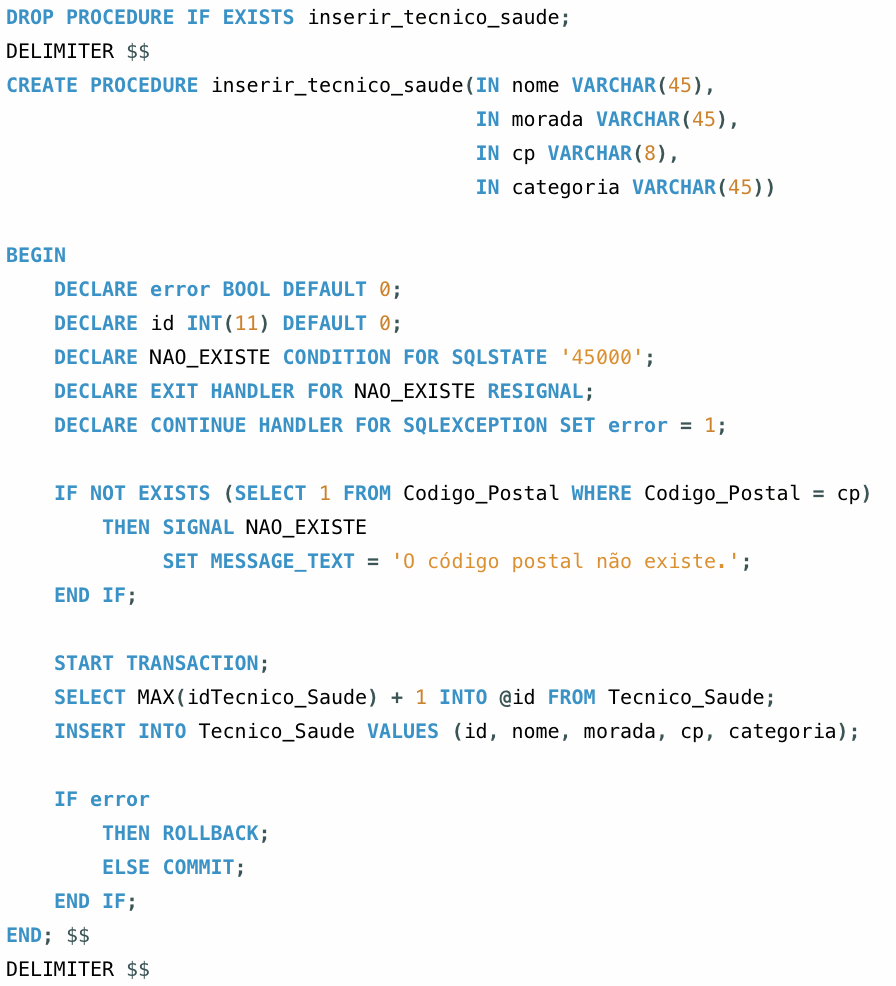 DROP PROCEDURE IF EXISTS inserir_tecnico_saude;
DELIMITER $$
CREATE PROCEDURE inserir_tecnico_saude(IN nome VARCHAR(45),
IN morada VARCHAR(45),
IN cp VARCHAR(8),
IN categoria VARCHAR(45))
BEGIN
DECLARE error BOOL DEFAULT 0;
DECLARE id INT(11) DEFAULT 0;
DECLARE NAO_EXISTE CONDITION FOR SQLSTATE '45000';
DECLARE EXIT HANDLER FOR NAO_EXISTE RESIGNAL;
DECLARE CONTINUE HANDLER FOR SQLEXCEPTION SET error = 1;
IF NOT EXISTS (SELECT 1 FROM Codigo_Postal WHERE Codigo_Postal = cp)
THEN SIGNAL NAO_EXISTE
SET MESSAGE_TEXT = 'O código postal não existe.';
END IF;
START TRANSACTION;
SELECT MAX(idTecnico_Saude) + 1 INTO @id FROM Tecnico_Saude;
INSERT INTO Tecnico_Saude VALUES (id, nome, morada, cp, categoria);
IF error
THEN ROLLBACK;
ELSE COMMIT;
END IF;
END; $$
DELIMITER $$